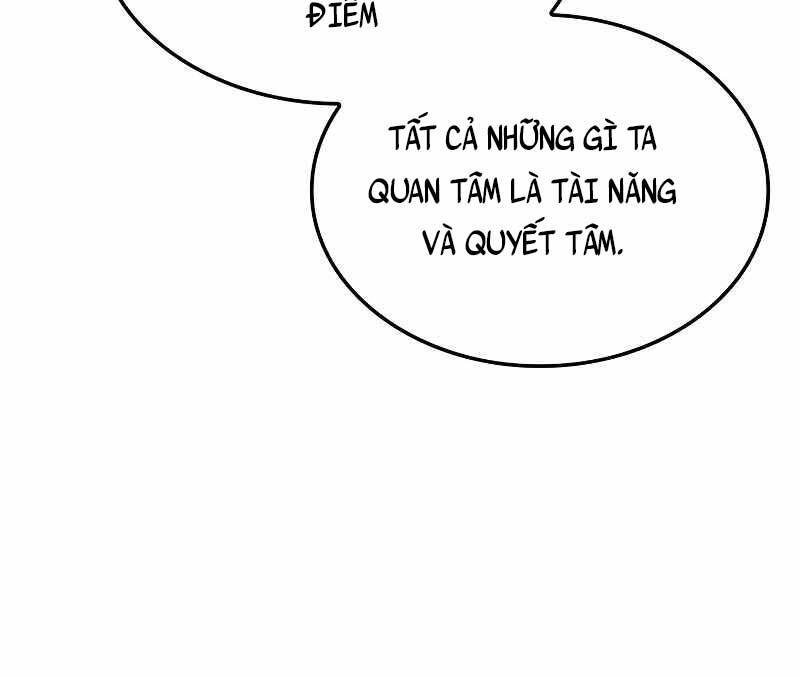 ĐIỂM
TẤT CẢ NHỮNG GÌ TA
QUAN TÂM LÀ TÀI NĂNG
VÀ QUYẾT TÂM.